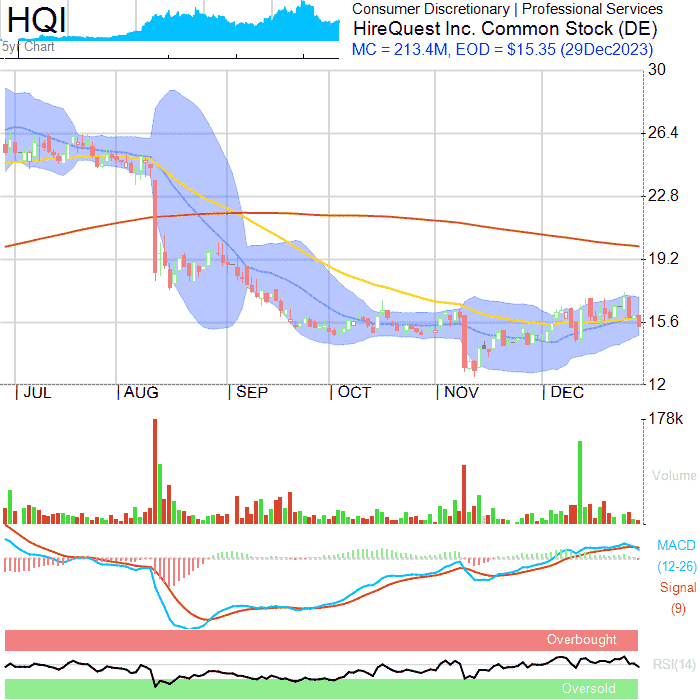 HQI
5yr Chart
Consumer Discretionary | Professional Services
HireQuest Inc. Common Stock (DE)
MC = 213.4M, EOD = $15.35 (29Dec2023)
30
26.4
22.8
19.2
15.6
12
JUL AUG SEP OCT NOV DEC
178k
Volume
MACD
(12-26)
Signal
(9)
Overbought
RSI(14)
Oversold